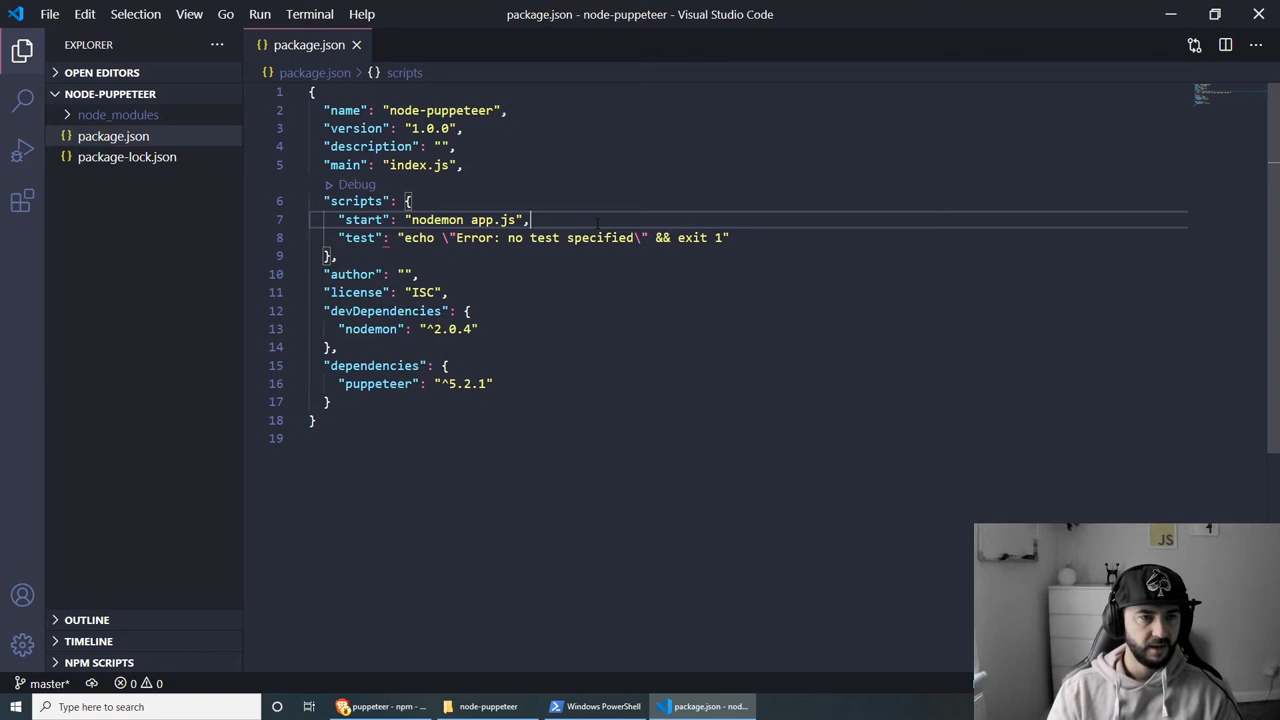 File Edit Selection View Go Run Terminal Help
package.json - node-puppeteer - Visual Studio Code
EXPLORER
OPEN EDITORS
NODE-PUPPETEER
node_modules
package.json
package-lock.json
OUTLINE
TIMELINE
NPM SCRIPTS
{} package.json
{} package.json {} scripts
1 {
2 "name": "node-puppeteer",
3 "version": "1.0.0",
4 "description": "",
5 "main": "index.js",
Debug
6 "scripts": {
7 "start": "nodemon app.js",
8 "test": "echo \"Error: no test specified\" && exit 1"
9 },
10 "author": "",
11 "license": "ISC",
12 "devDependencies": {
13 "nodemon": "^2.0.4"
14 },
15 "dependencies": {
16 "puppeteer": "^5.2.1"
17 }
18 }
19
JS
master* 0 0
Type here to search
puppeteer - npm - ...
node-puppeteer
Windows PowerShell
package.json - nod...